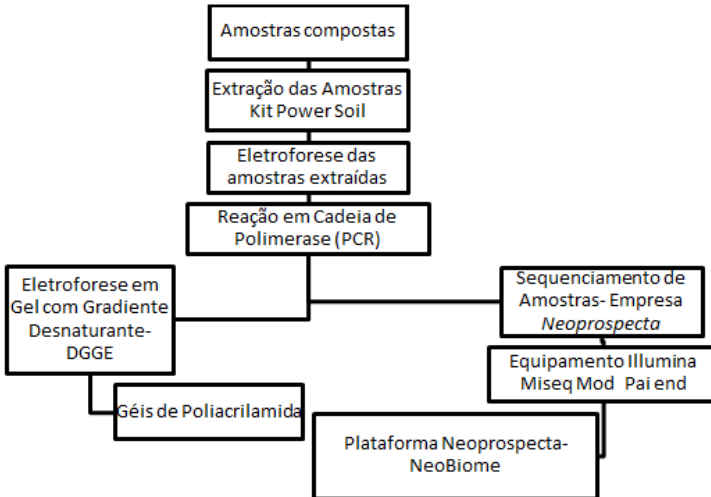 Amostras compostas
Extração das Amostras
Kit Power Soil
Eletroforese das
amostras extraídas
Reação em Cadeia de
Polimerase (PCR)
Eletroforese em
Gel com Gradiente
Desnaturante-
DGGE
Géis de Poliacrilamida
Sequenciamento de
Amostras- Empresa
Neoprospecta
Equipamento Illumina
Miseq Mod Pai end
Plataforma Neoprospecta-
NeoBiome